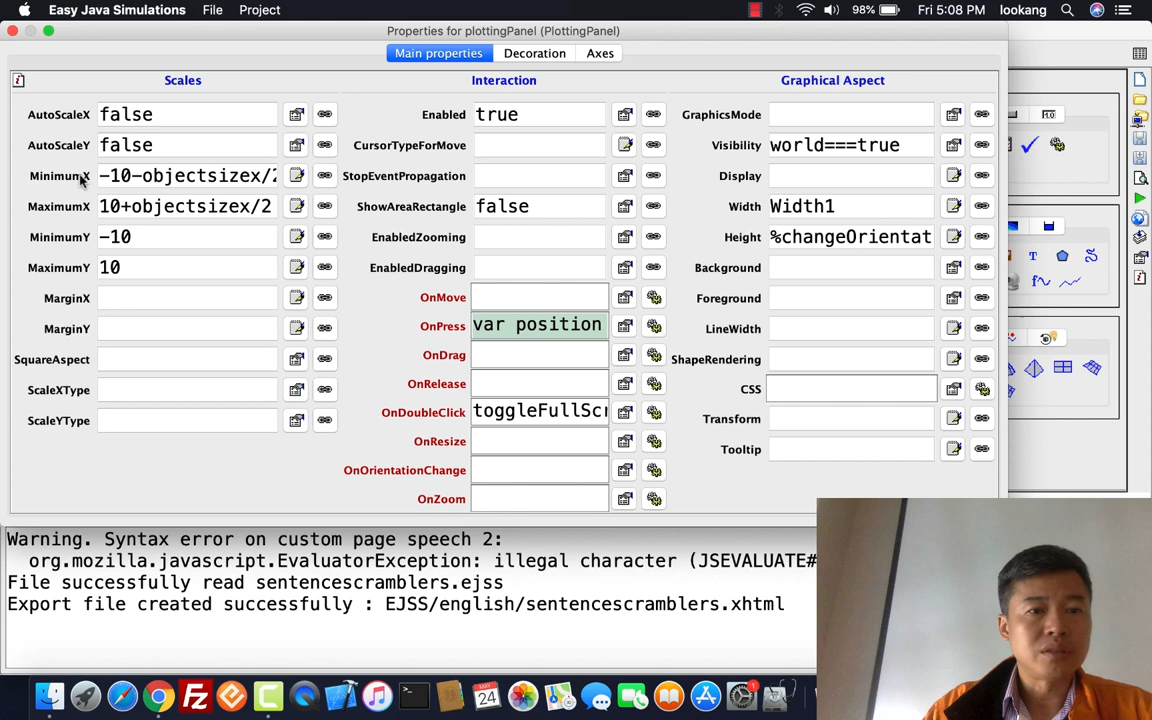 Easy Java Simulations File Project 98% Fri 5:08 PM lookang
Properties for plottingPanel (PlottingPanel)
Main properties Decoration Axes
Scales Interaction Graphical Aspect
AutoScaleX false Enabled true GraphicsMode
AutoScaleY false CursorTypeForMove Visibility world===true
MinimumX -10-objectsizex/2 StopEventPropagation Display
MaximumX 10+objectsizex/2 ShowAreaRectangle false Width Width1
MinimumY -10 EnabledZooming Height %changeOrientat
MaximumY 10 EnabledDragging Background
MarginX OnMove Foreground
MarginY OnPress var position LineWidth
SquareAspect OnDrag ShapeRendering
ScaleXType OnRelease CSS
ScaleYType OnDoubleClick toggleFullScr Transform
OnResize Tooltip
OnOrientationChange
OnZoom
Warning. Syntax error on custom page speech 2:
org.mozilla.javascript.EvaluatorException: illegal character (JSEVALUATE#
File successfully read sentencescramblers.ejss
Export file created successfully : EJSS/english/sentencescramblers.xhtml
MAY
24
1